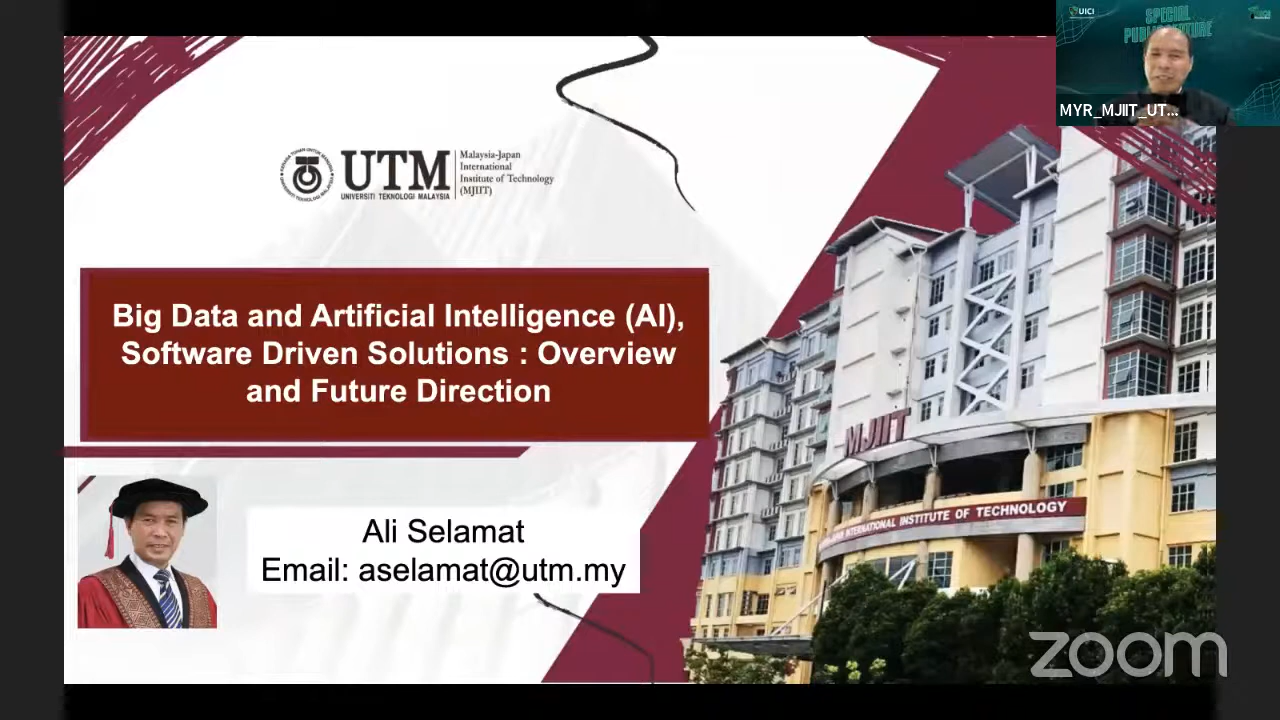 UICI
SPECIAL
MYR_MJIIT_UT...
UTM
UNIVERSITI TEKNOLOGI MALAYSIA
Malaysia-Japan
International
Institute of Technology
(MJIIT)
Big Data and Artificial Intelligence (AI),
Software Driven Solutions : Overview
and Future Direction
Ali Selamat
Email: aselamat@utm.my
MJIIT
INTERNATIONAL INSTITUTE OF TECHNOLOGY
zoom